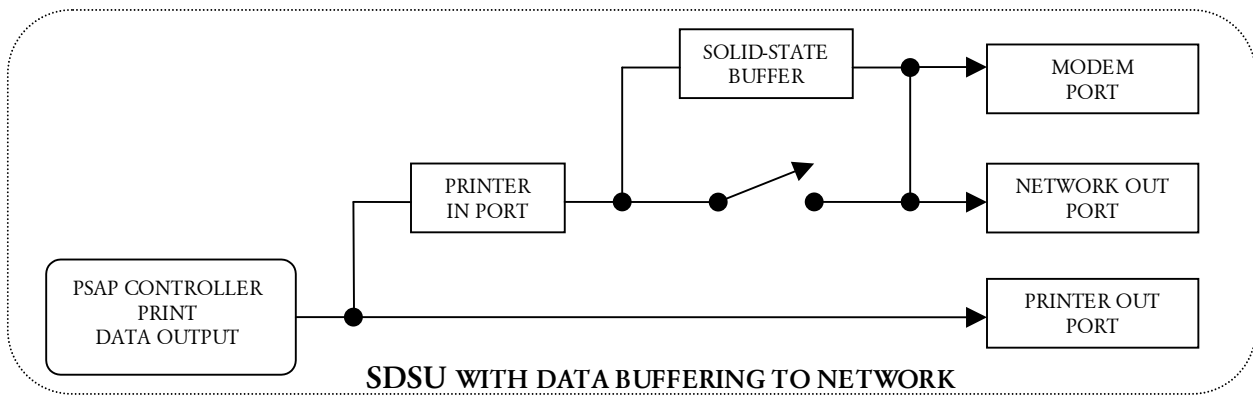 SOLID-STATE
BUFFER
MODEM
PORT
PRINTER
IN PORT
NETWORK OUT
PORT
PSAP CONTROLLER
PRINT
DATA OUTPUT
PRINTER OUT
PORT
SDSU WITH DATA BUFFERING TO NETWORK